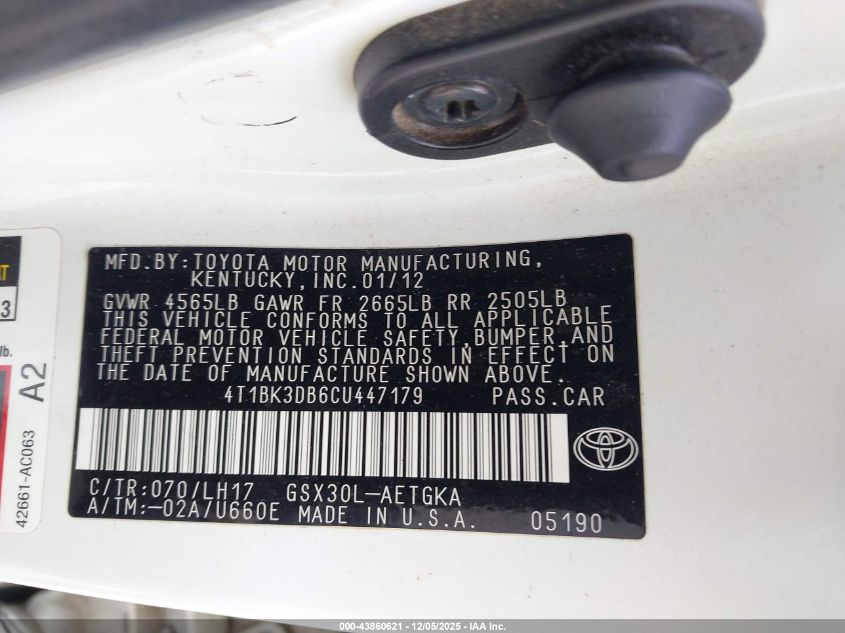 MFD.BY:TOYOTA MOTOR MANUFACTURING,
KENTUCKY, INC.01/12
GVWR 4565LB GAWR FR 2665LB RR 2505LB
THIS VEHICLE CONFORMS TO ALL APPLICABLE
FEDERAL MOTOR VEHICLE SAFETY,BUMPER,AND
THEFT PREVENTION STANDARDS IN EFFECT ON
THE DATE OF MANUFACTURE SHOWN ABOVE.
4T1BK3DB6CU447179 PASS.CAR
C/TR:070/LH17 GSX30L-AETGKA
A/TM:-02A/U660E MADE IN U.S.A. 05190
3
lb.
A2
42661-AC063
000-43860621 - 12/05/2025 - IAA Inc.